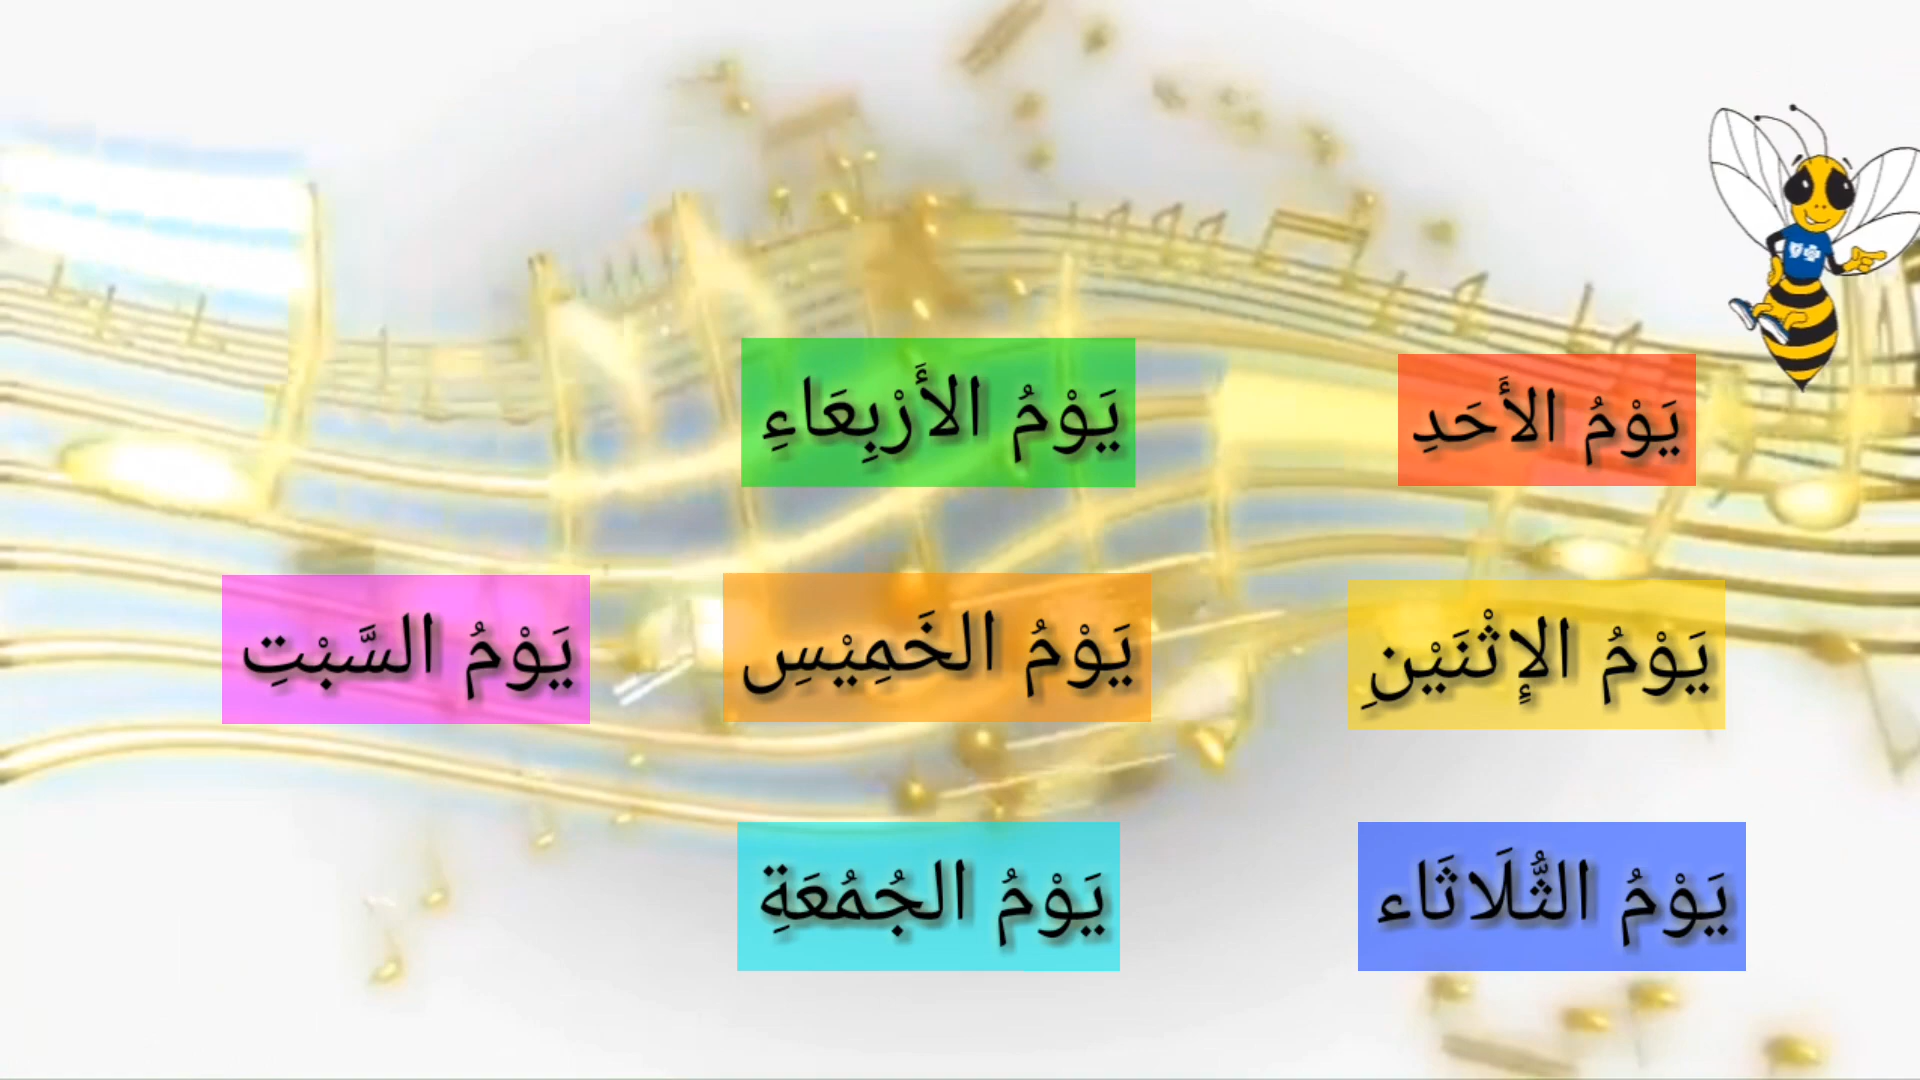 يَوْمُ الأَحَدِ
يَوْمُ الإِثْنَيْنِ
يَوْمُ الثُّلَاثَاء
يَوْمُ الأَرْبِعَاءِ
يَوْمُ الخَمِيْسِ
يَوْمُ الجُمُعَةِ
يَوْمُ السَّبْتِ